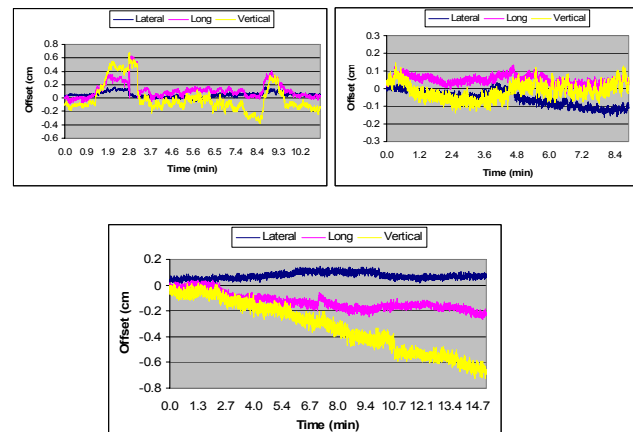 Lateral Long Vertical
0.8
0.6
0.4
0.2
0
-0.2
-0.4
-0.6
Offset (cm
0.0 0.9 1.9 2.8 3.7 4.7 5.6 6.5 7.5 8.4 9.3 10.2
Time (min)
Lateral Long Vertical
0.3
0.2
0.1
0.0
-0.1
-0.2
-0.3
Offset (cm)
0.0 1.2 2.4 3.6 4.8 6.0 7.2 8.4
Time (min)
Lateral Long Vertical
0.2
0
-0.2
-0.4
-0.6
-0.8
Offset (cm)
0.0 1.3 2.7 4.0 5.4 6.7 8.0 9.4 10.7 12.1 13.4 14.7
Time (min)